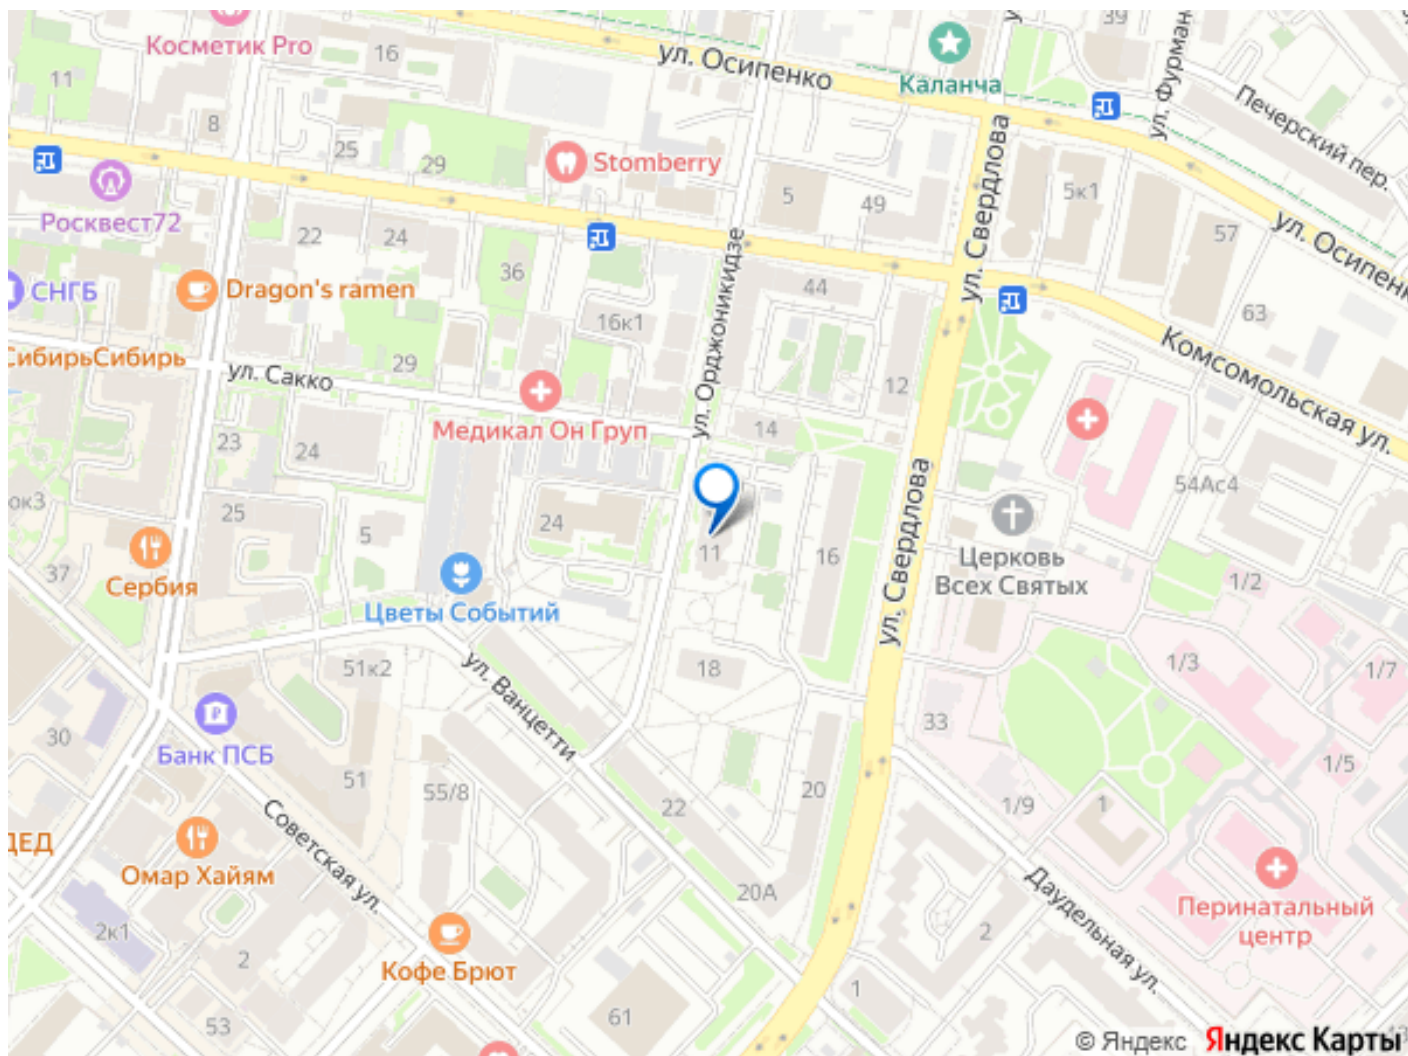 Косметик Pro
16
ул. Осипенко
Каланча
39
ул. Фурман
Печерский пер.
11
8
25
29
Stomberry
5
49
ул. Свердлова
5к1
57
ул. Осипенк
Росквест72
22
24
36
ул. Орджоникидзе
44
63
СНГБ
Dragon's ramen
16к1
Комсомольская ул.
СибирьСибирь
ул. Сакко
29
12
Медикал Он Груп
14
23
24
54Ас4
ок3
25
5
24
11
16
ул. Свердлова
Церковь
Всех Святых
37
Сербия
Цветы Событий
1/2
51к2
ул. Ванцетти
18
1/3
1/7
33
30
Банк ПСБ
51
55/8
22
20
1/5
1/9
1
ДЕД
Советская ул.
Омар Хайям
20А
Даудельная ул.
Перинатальный
центр
2к1
2
Кофе Брют
2
53
61
1
© Яндекс Яндекс Карты